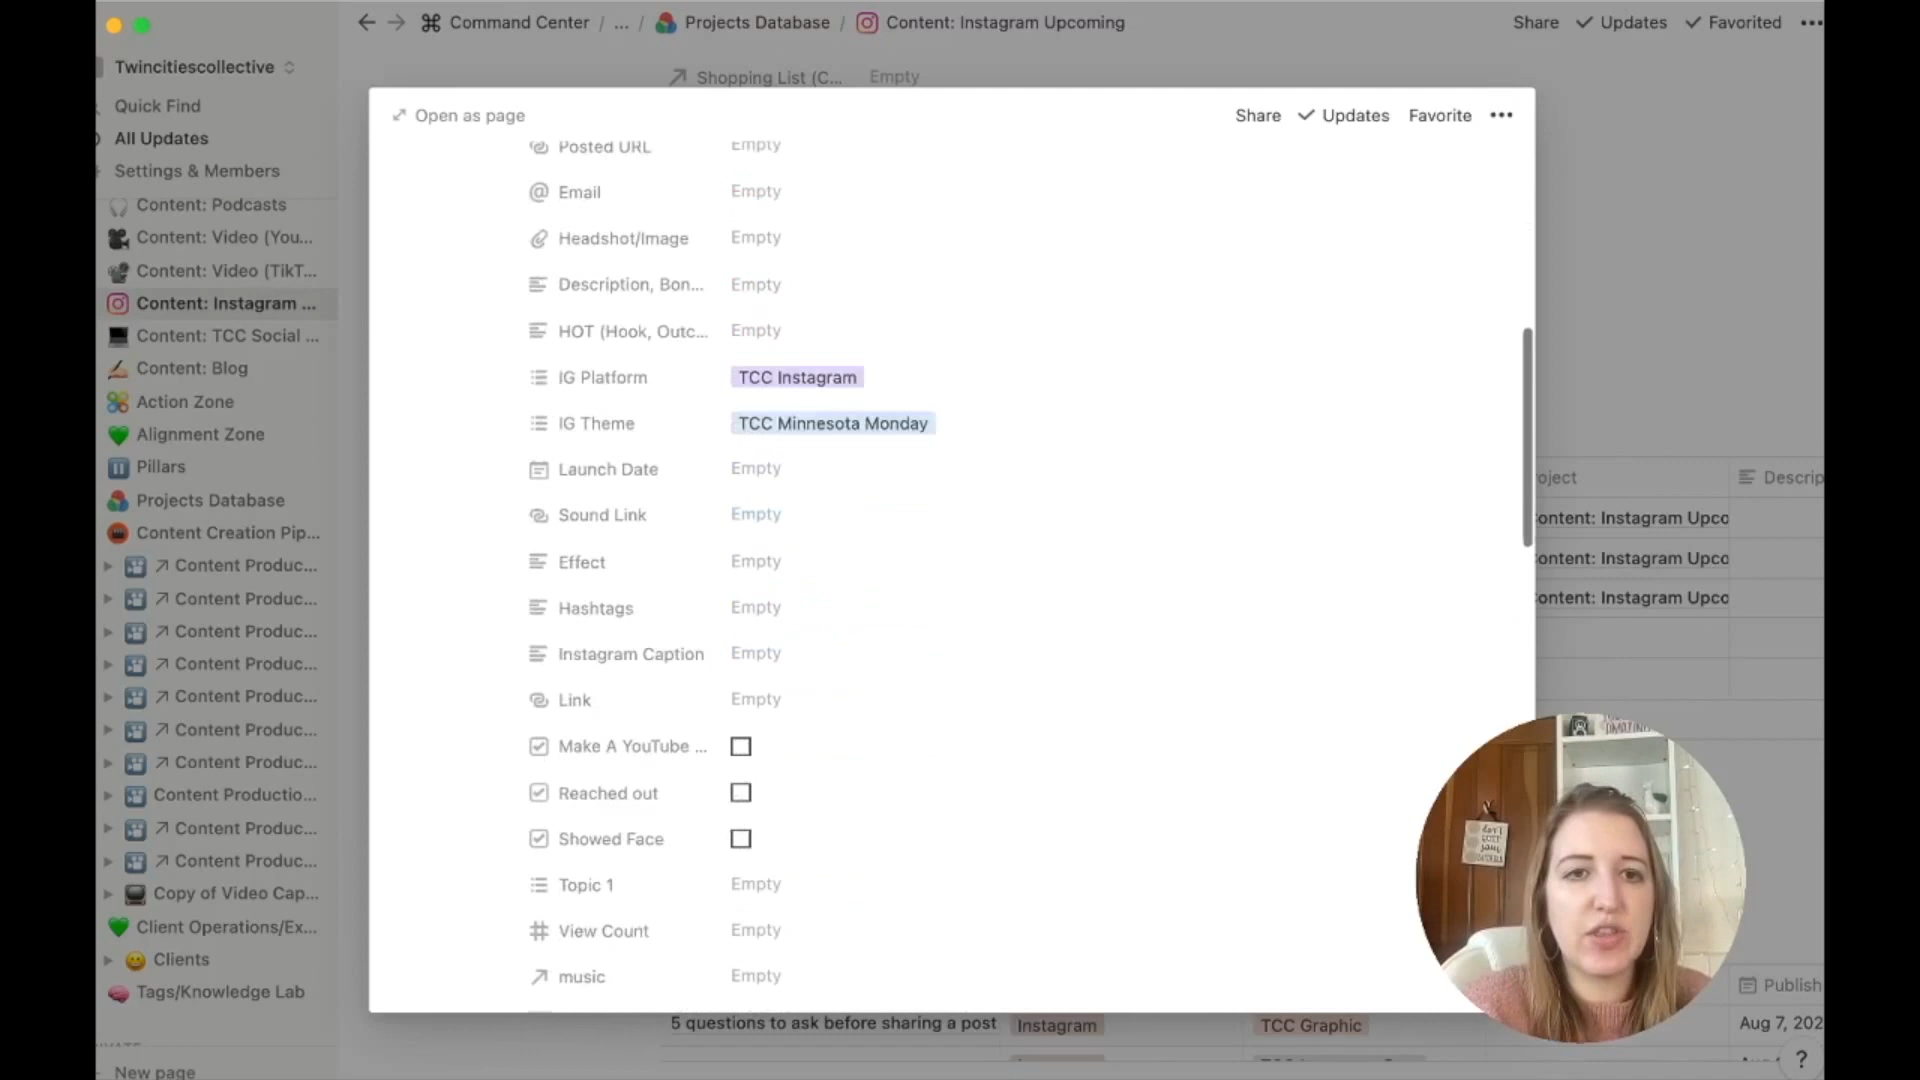 Command Center / ... / Projects Database / Content: Instagram Upcoming
Share Updates Favorited
Twincitiescollective
Quick Find
All Updates
Settings & Members
Content: Podcasts
Content: Video (You...
Content: Video (TikT...
Content: Instagram ...
Content: TCC Social ...
Content: Blog
Action Zone
Alignment Zone
Pillars
Projects Database
Content Creation Pip...
Content Produc...
Content Produc...
Content Produc...
Content Produc...
Content Produc...
Content Produc...
Content Produc...
Content Productio...
Content Produc...
Content Produc...
Copy of Video Cap...
Client Operations/Ex...
Clients
Tags/Knowledge Lab
New page
Shopping List (C... Empty
Open as page
Share Updates Favorite
Posted URL Empty
Email Empty
Headshot/Image Empty
Description, Bon... Empty
HOT (Hook, Outc... Empty
IG Platform TCC Instagram
IG Theme TCC Minnesota Monday
Launch Date Empty
Sound Link Empty
Effect Empty
Hashtags Empty
Instagram Caption Empty
Link Empty
Make A YouTube ...
Reached out
Showed Face
Topic 1 Empty
View Count Empty
music Empty
oject Descrip
ontent: Instagram Upco
ontent: Instagram Upco
ontent: Instagram Upco
Publish
5 questions to ask before sharing a post Instagram TCC Graphic Aug 7, 202
?